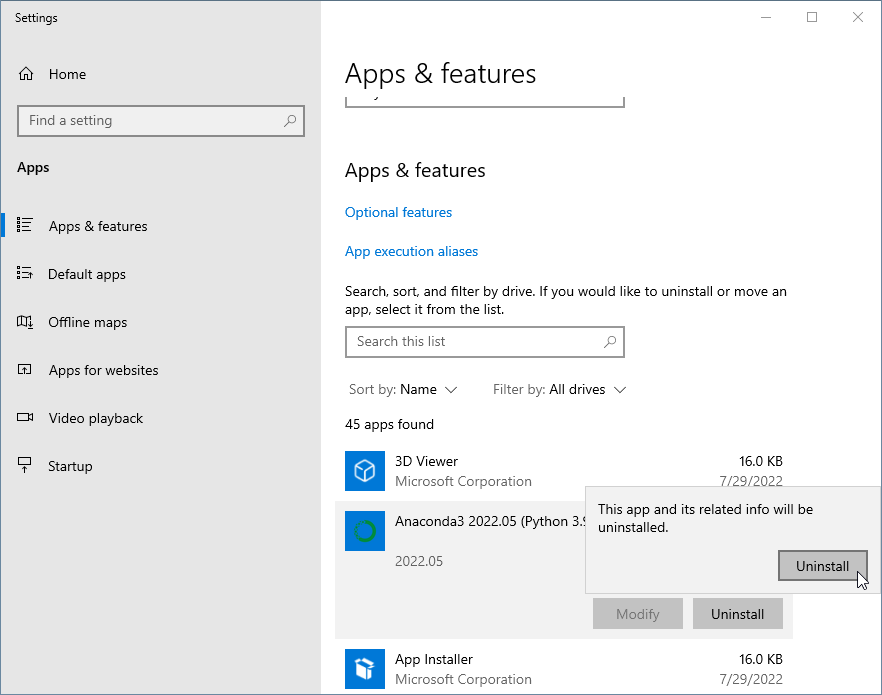 Settings
Home
Find a setting
Apps
Apps & features
Default apps
Offline maps
Apps for websites
Video playback
Startup
Apps & features
Apps & features
Optional features
App execution aliases
Search, sort, and filter by drive. If you would like to uninstall or move an
app, select it from the list.
Search this list
Sort by: Name
Filter by: All drives
45 apps found
3D Viewer
16.0 KB
Microsoft Corporation
7/29/2022
Anaconda3 2022.05 (Python 3.9
2022.05
This app and its related info will be
uninstalled.
Uninstall
Modify
Uninstall
App Installer
16.0 KB
Microsoft Corporation
7/29/2022